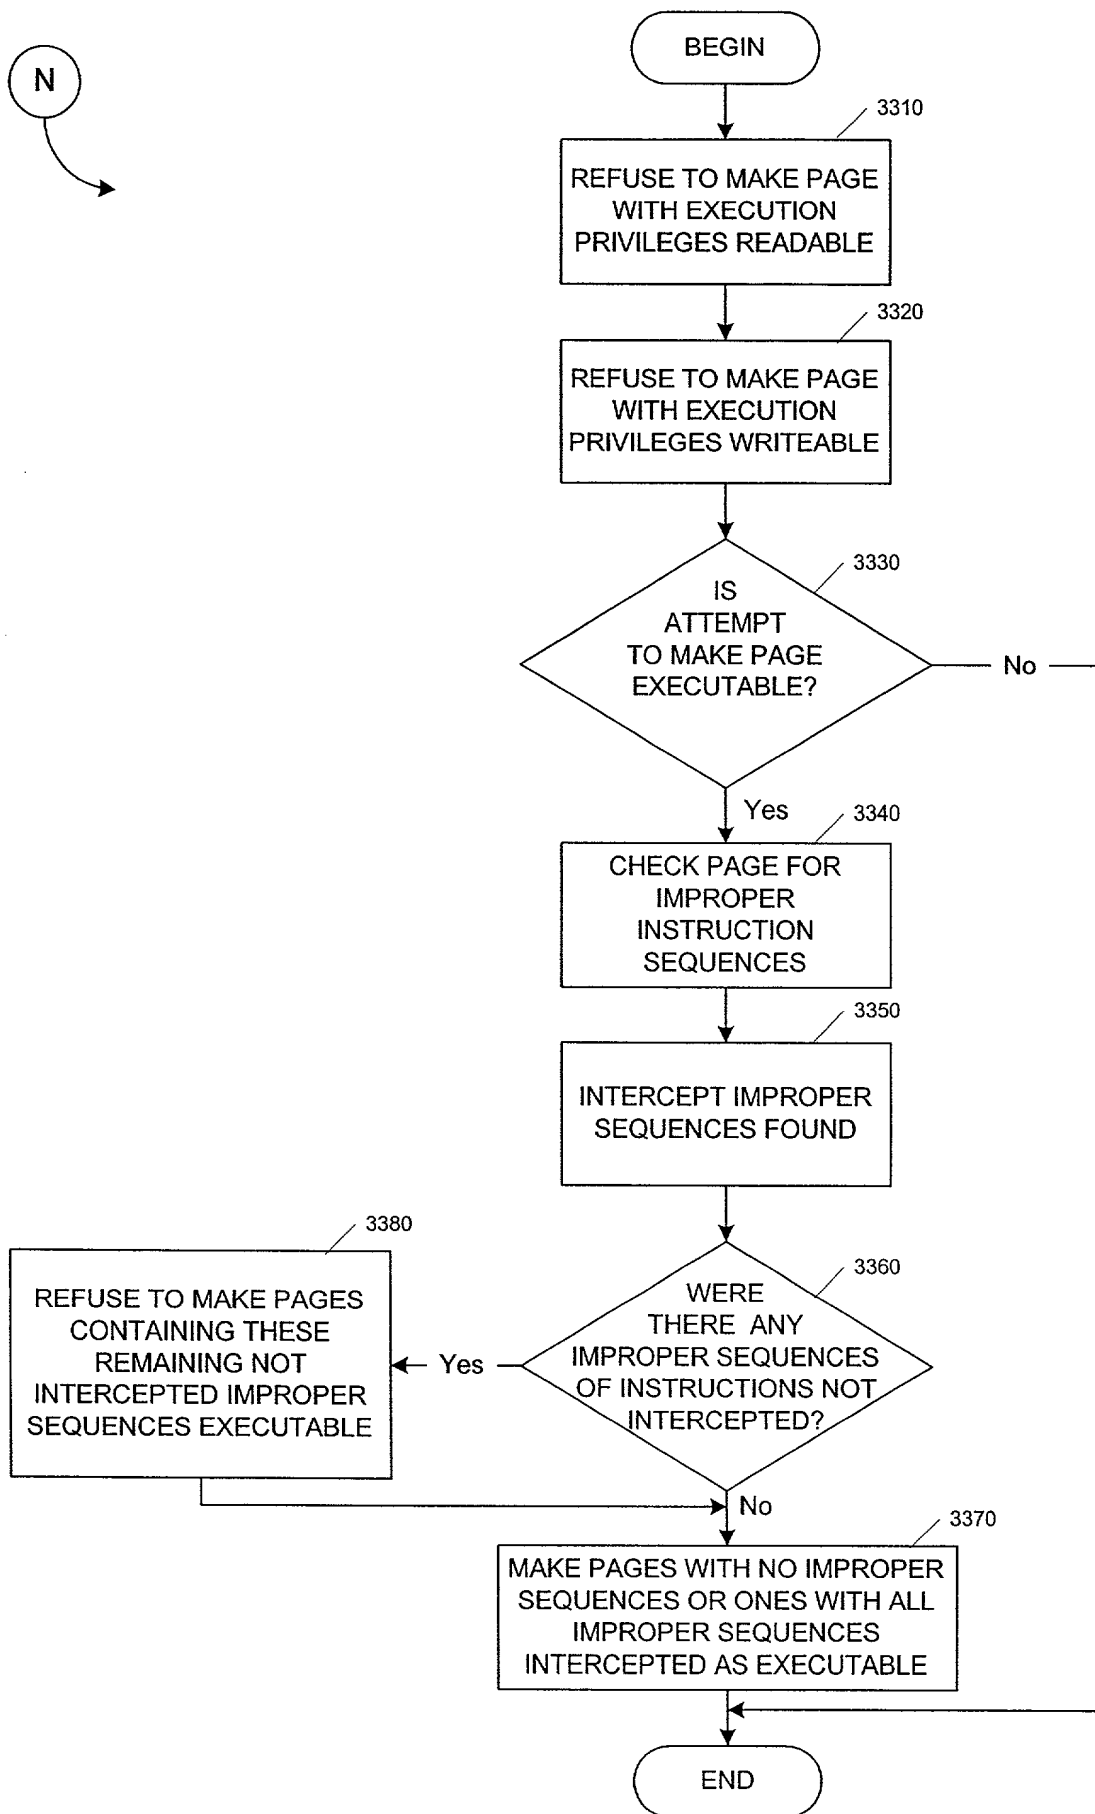 BEGIN
N
3310
REFUSE TO MAKE PAGE
WITH EXECUTION
PRIVILEGES READABLE
3320
REFUSE TO MAKE PAGE
WITH EXECUTION
PRIVILEGES WRITEABLE
3330
IS
ATTEMPT
TO MAKE PAGE
EXECUTABLE?
No
Yes
3340
CHECK PAGE FOR
IMPROPER
INSTRUCTION
SEQUENCES
3350
INTERCEPT IMPROPER
SEQUENCES FOUND
3360
WERE
THERE ANY
IMPROPER SEQUENCES
OF INSTRUCTIONS NOT
INTERCEPTED?
Yes
3380
REFUSE TO MAKE PAGES
CONTAINING THESE
REMAINING NOT
INTERCEPTED IMPROPER
SEQUENCES EXECUTABLE
No
3370
MAKE PAGES WITH NO IMPROPER
SEQUENCES OR ONES WITH ALL
IMPROPER SEQUENCES
INTERCEPTED AS EXECUTABLE
END